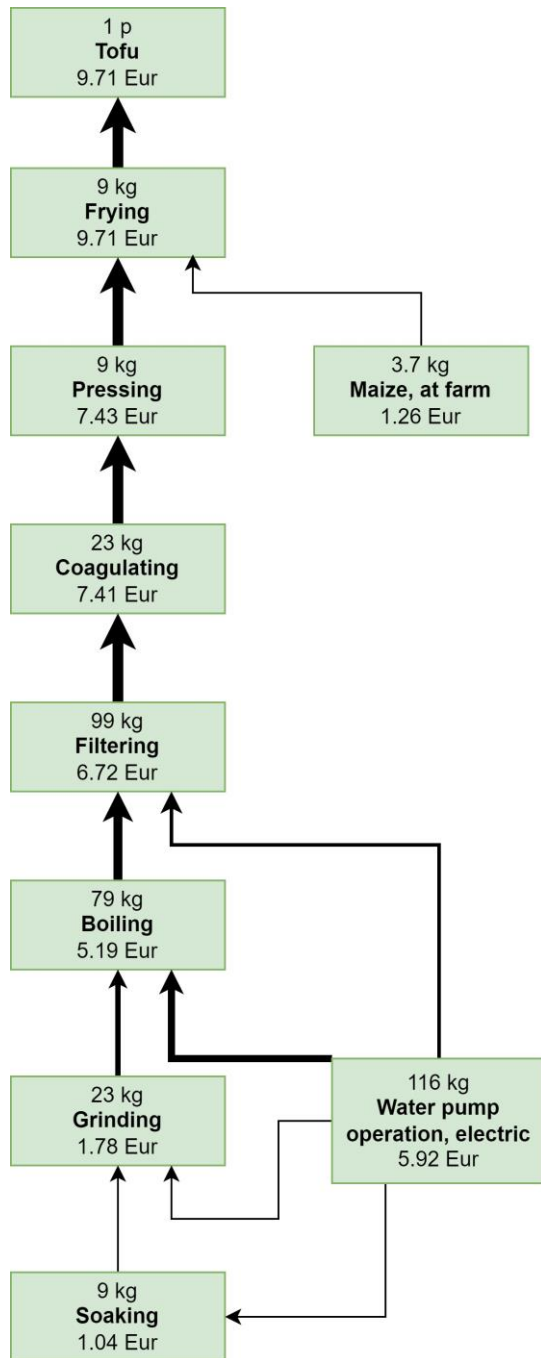 1 p
Tofu
9.71 Eur
9 kg
Frying
9.71 Eur
9 kg
Pressing
7.43 Eur
3.7 kg
Maize, at farm
1.26 Eur
23 kg
Coagulating
7.41 Eur
99 kg
Filtering
6.72 Eur
79 kg
Boiling
5.19 Eur
23 kg
Grinding
1.78 Eur
116 kg
Water pump
operation, electric
5.92 Eur
9 kg
Soaking
1.04 Eur